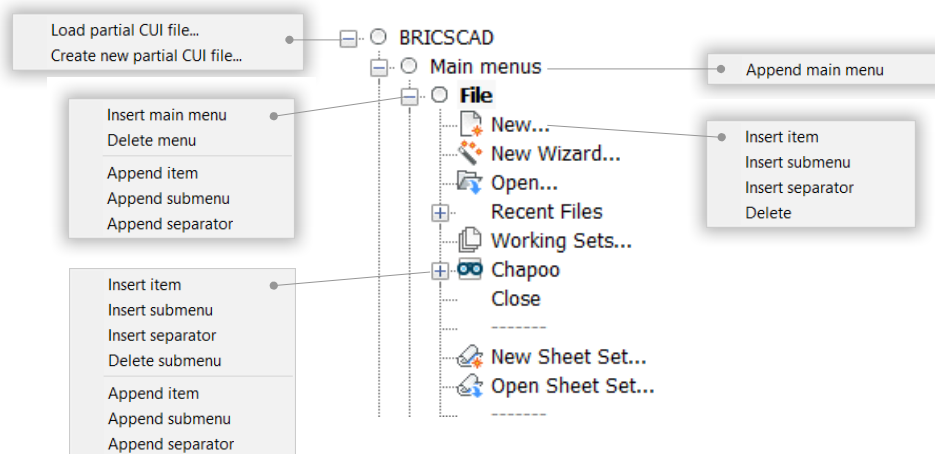 Load partial CUI file...
Create new partial CUI file...
BRICSCAD
Main menus
Append main menu
File
Insert main menu
Delete menu
Append item
Append submenu
Append separator
New...
New Wizard...
Open...
Recent Files
Working Sets...
Chapoo
Close
-------
New Sheet Set...
Open Sheet Set...
-------
Insert item
Insert submenu
Insert separator
Delete
Insert item
Insert submenu
Insert separator
Delete submenu
Append item
Append submenu
Append separator